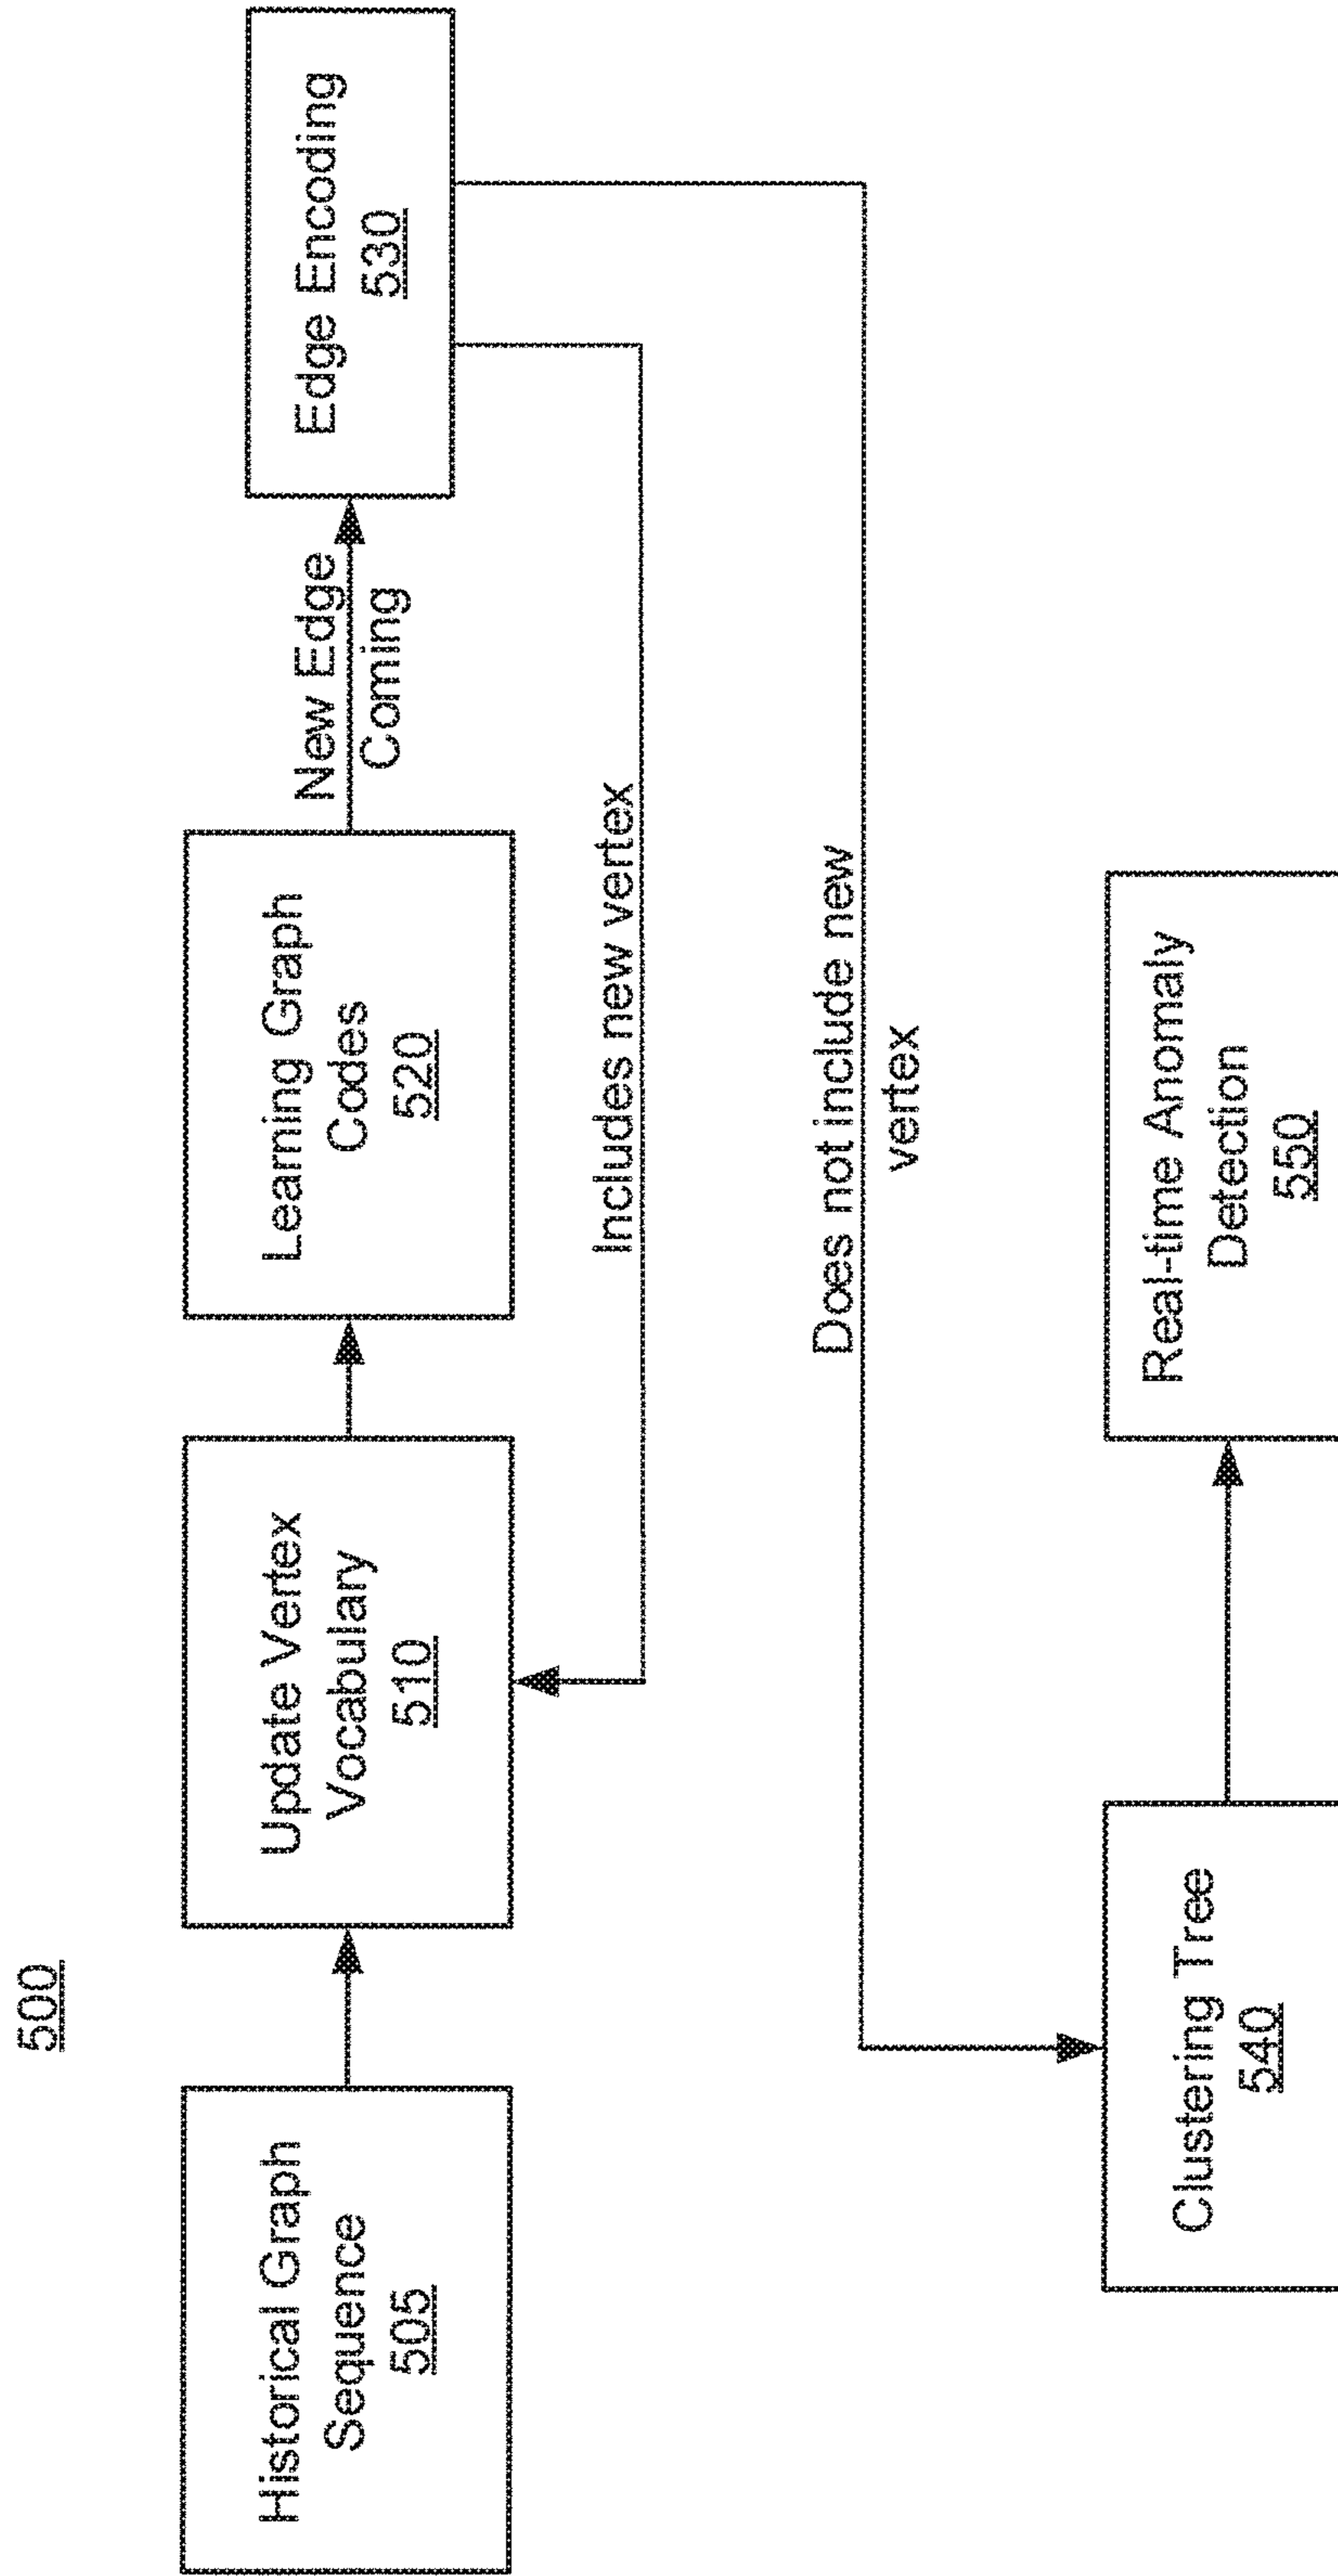 500
Historical Graph
Sequence
505
Update Vertex
Vocabulary
510
Learning Graph
Codes
520
New Edge
Coming
Edge Encoding
530
Includes new vertex
Does not include new
vertex
Clustering Tree
540
Real-time Anomaly
Detection
550